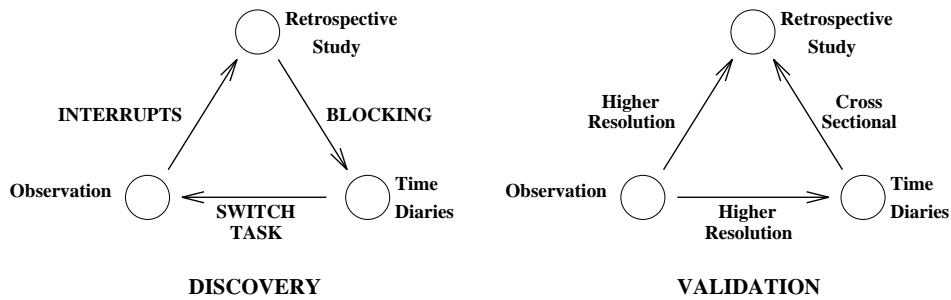 Retrospective
Study
INTERRUPTS
BLOCKING
Observation
Time
Diaries
SWITCH
TASK
DISCOVERY
Retrospective
Study
Higher
Resolution
Cross
Sectional
Observation
Time
Diaries
Higher
Resolution
VALIDATION